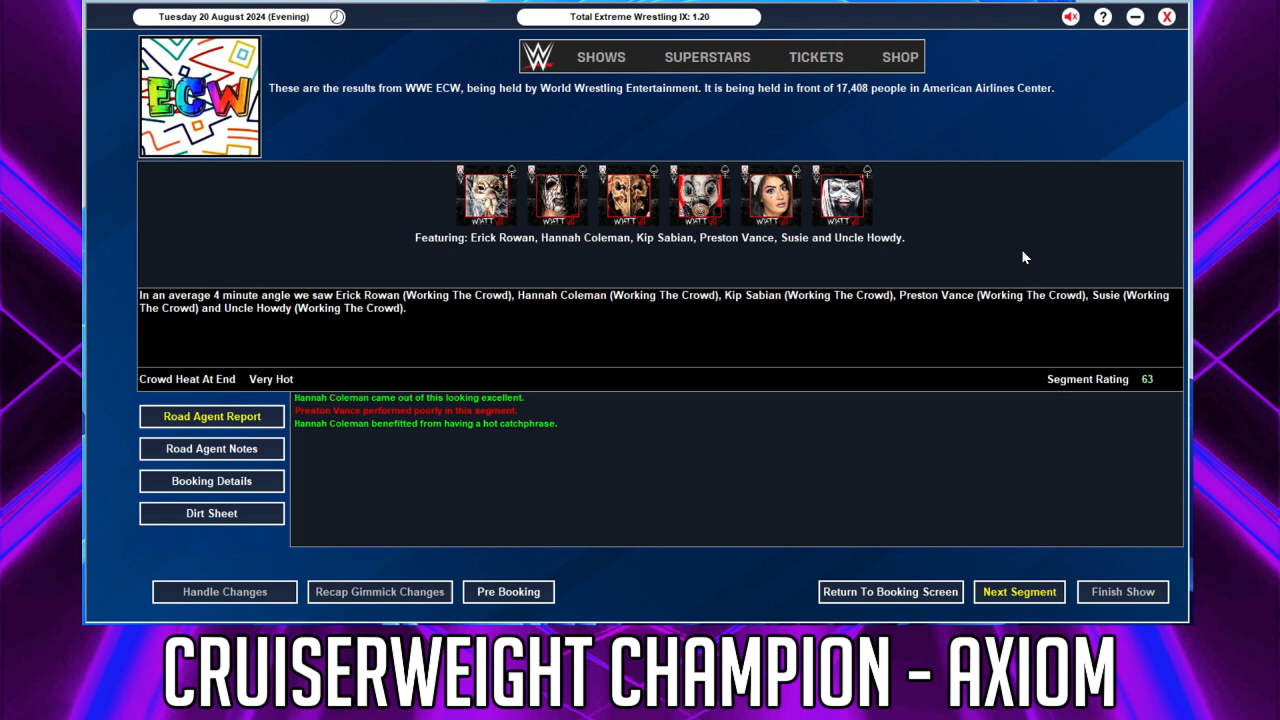 Tuesday 20 August 2024 (Evening)
Total Extreme Wrestling IX: 1.20
?
X
ECW
W
SHOWS
SUPERSTARS
TICKETS
SHOP
These are the results from WWE ECW, being held by World Wrestling Entertainment. It is being held in front of 17,408 people in American Airlines Center.
Featuring: Erick Rowan, Hannah Coleman, Kip Sabian, Preston Vance, Susie and Uncle Howdy.
In an average 4 minute angle we saw Erick Rowan (Working The Crowd), Hannah Coleman (Working The Crowd), Kip Sabian (Working The Crowd), Preston Vance (Working The Crowd), Susie (Working
The Crowd) and Uncle Howdy (Working The Crowd).
Crowd Heat At End Very Hot
Segment Rating 63
Hannah Coleman came out of this looking excellent.
Preston Vance performed poorly in this segment.
Hannah Coleman benefitted from having a hot catchphrase.
Road Agent Report
Road Agent Notes
Booking Details
Dirt Sheet
Handle Changes
Recap Gimmick Changes
Pre Booking
Return To Booking Screen
Next Segment
Finish Show
CRUISERWEIGHT CHAMPION - AXIOM